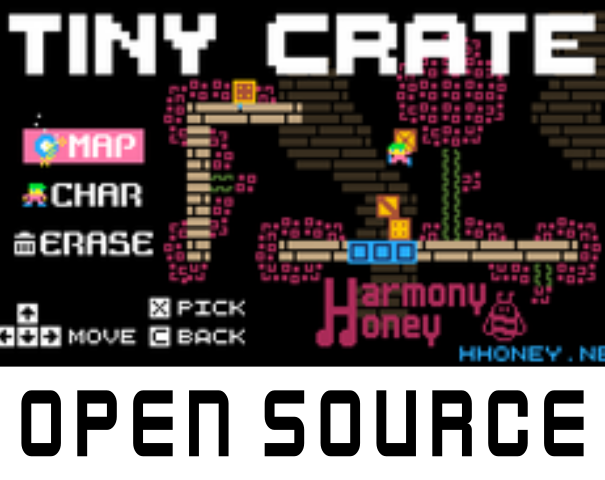 TINY CRATE
MAP
CHAR
ERASE
X PICK
MOVE C BACK
Harmony
Honey
HHONEY.NE
OPEN SOURCE